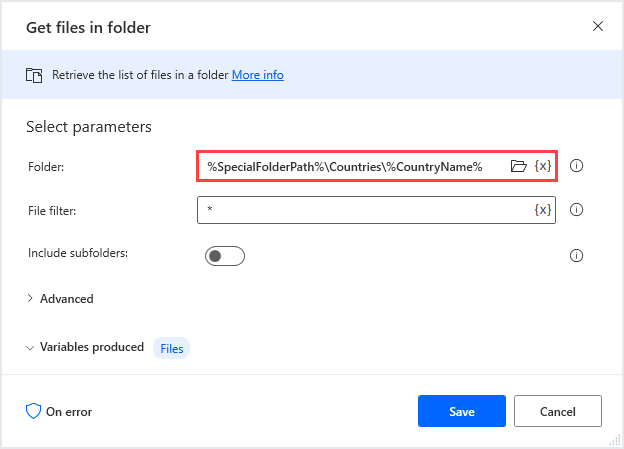 Get files in folder
Retrieve the list of files in a folder More info
Select parameters
Folder: %SpecialFolderPath%\Countries\%CountryName% {x}
File filter: * {x}
Include subfolders:
Advanced
Variables produced Files
On error Save Cancel